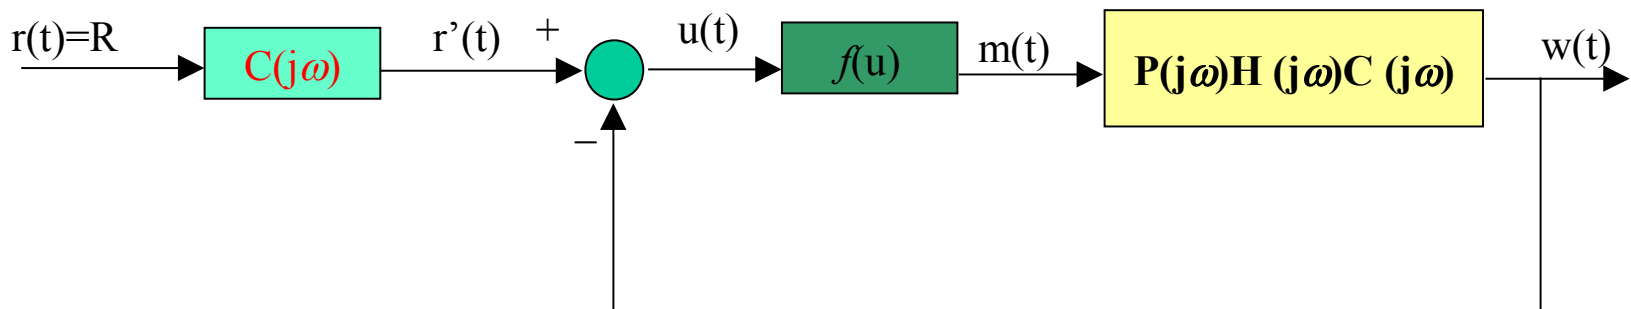 r(t)=R
C(jω)
r’(t)
+
−
u(t)
f(u)
m(t)
P(jω)H (jω)C (jω)
w(t)